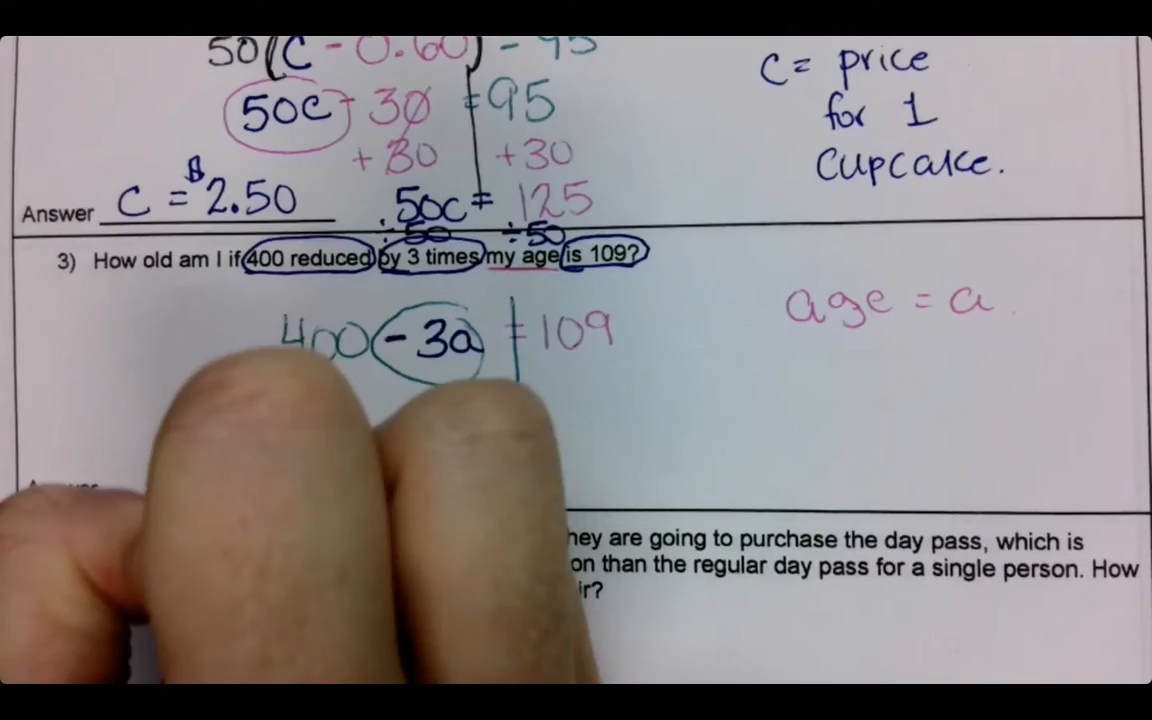 50(C - 0.60) - 95
50c - 30 = 95
+ 30 +30
50c = 125
÷50 ÷50
Answer C = $2.50
C = price
for 1
Cupcake.
3) How old am I if 400 reduced by 3 times my age is 109?
400 - 3a = 109
age = a
hey are going to purchase the day pass, which is
on than the regular day pass for a single person. How
ir?